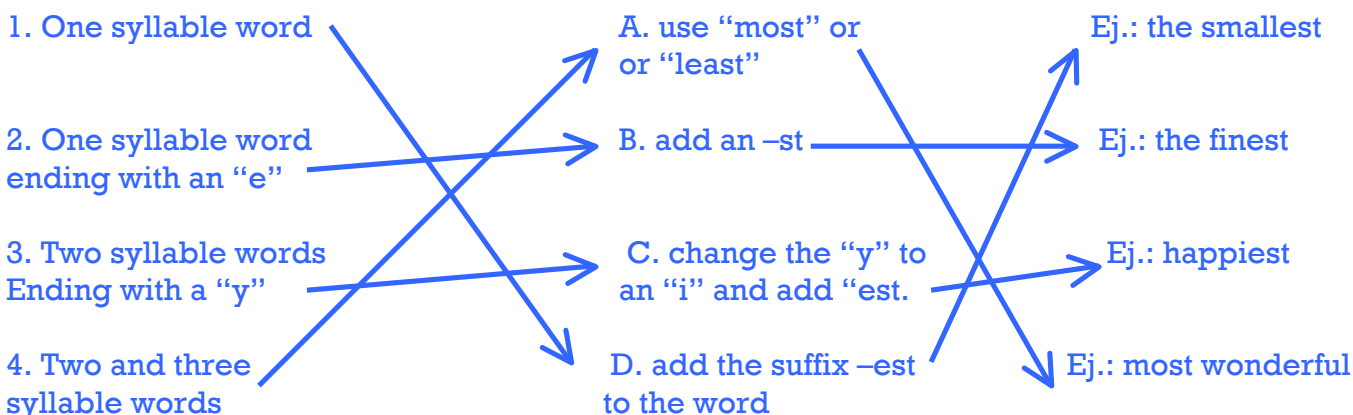 1. One syllable word
A. use “most” or
or “least”
Ej.: the smallest
2. One syllable word
ending with an “e”
B. add an –st
Ej.: the finest
3. Two syllable words
Ending with a “y”
C. change the “y” to
an “i” and add “est.
Ej.: happiest
4. Two and three
syllable words
D. add the suffix –est
to the word
Ej.: most wonderful